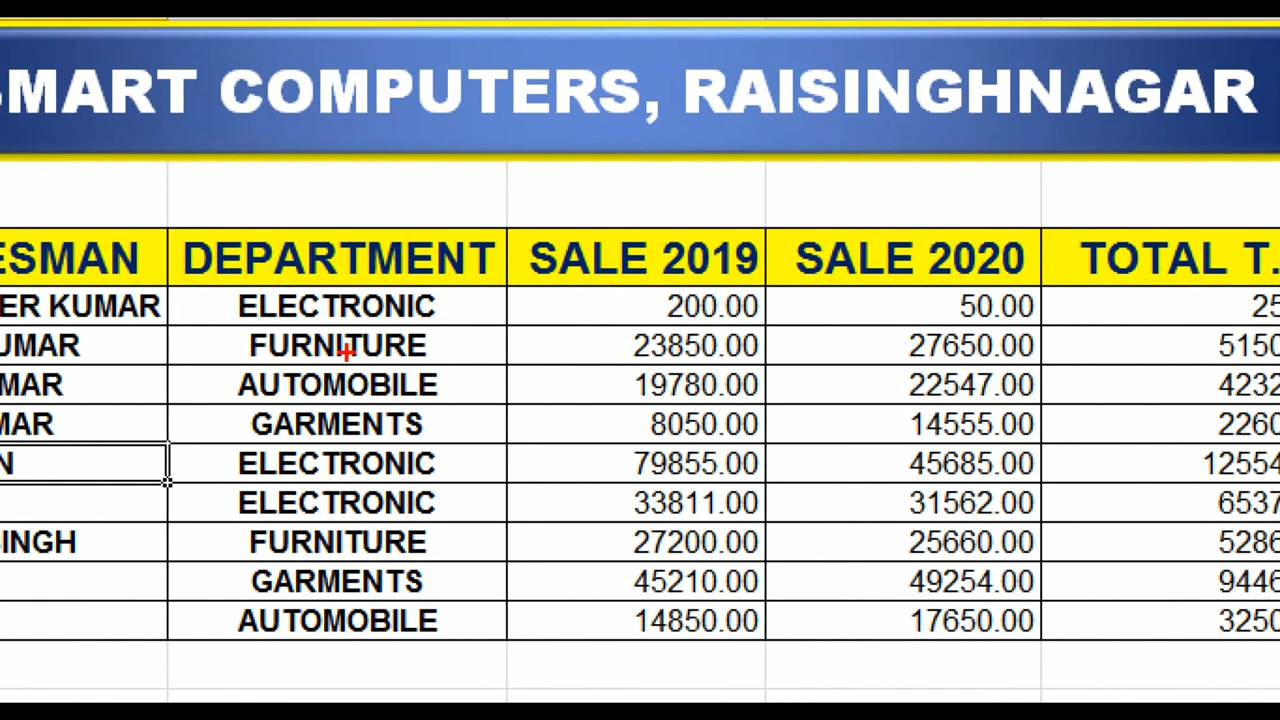 SMART COMPUTERS, RAISINGHNAGAR
ESMAN DEPARTMENT SALE 2019 SALE 2020 TOTAL T.
ER KUMAR ELECTRONIC 200.00 50.00 25
UMAR FURNITURE 23850.00 27650.00 5150
MAR AUTOMOBILE 19780.00 22547.00 4232
MAR GARMENTS 8050.00 14555.00 2260
N ELECTRONIC 79855.00 45685.00 12554
ELECTRONIC 33811.00 31562.00 6537
SINGH FURNITURE 27200.00 25660.00 5286
GARMENTS 45210.00 49254.00 9446
AUTOMOBILE 14850.00 17650.00 3250